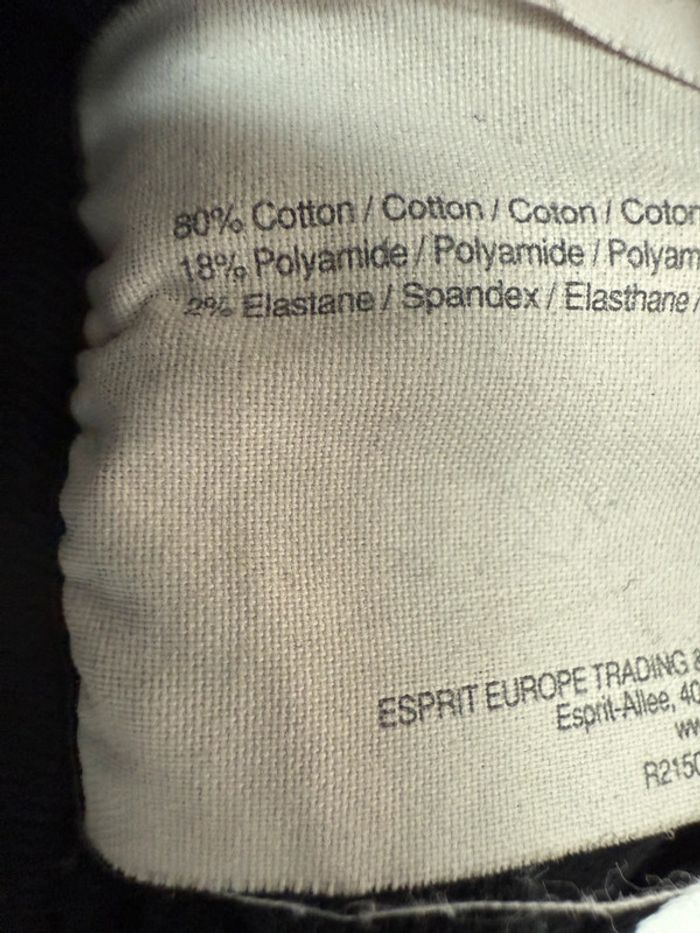 80% Cotton / Cotton / Coton / Coton
18% Polyamide / Polyamide / Polyam
2% Elastane / Spandex / Elasthane /
ESPRIT EUROPE TRADING &
Esprit-Allee, 40
R2150